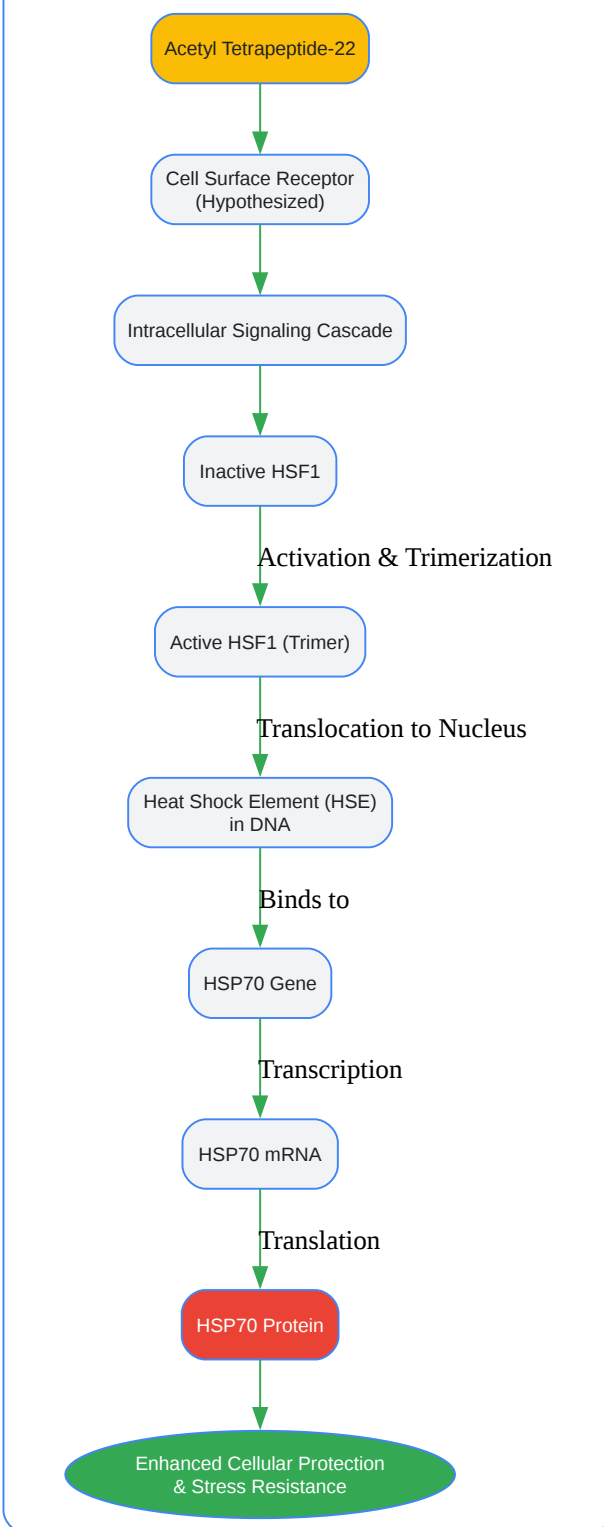 Acetyl Tetrapeptide-22
Cell Surface Receptor
(Hypothesized)
Intracellular Signaling Cascade
Inactive HSF1
Activation & Trimerization
Active HSF1 (Trimer)
Translocation to Nucleus
Heat Shock Element (HSE)
in DNA
Binds to
HSP70 Gene
Transcription
HSP70 mRNA
Translation
HSP70 Protein
Enhanced Cellular Protection
& Stress Resistance